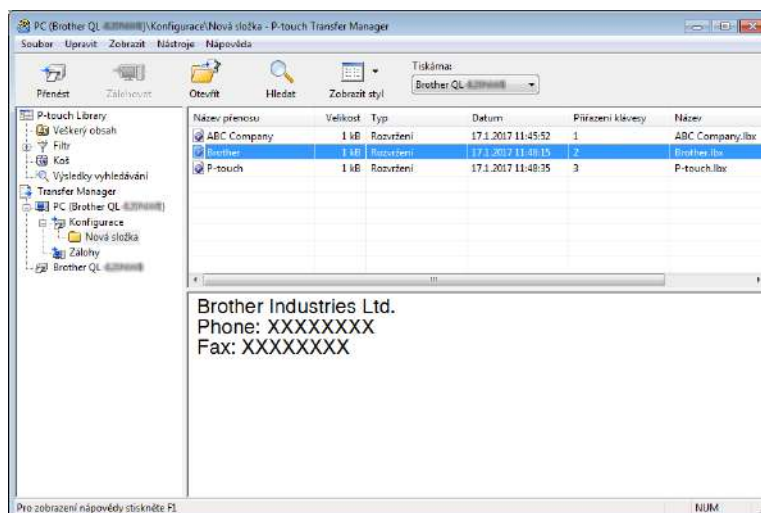 PC (Brother QL )\Konfigurace\Nová složka - P-touch Transfer Manager
Soubor Upravit Zobrazit Nástroje Nápověda
Přenést Zálohovat Otevřít Hledat Zobrazit styl
Tiskárna:
Brother QL
P-touch Library
Veškerý obsah
Filtr
Koš
Výsledky vyhledávání
Transfer Manager
PC (Brother QL )
Konfigurace
Nová složka
Zálohy
Brother QL
Název přenosu Velikost Typ Datum Přiřazení klávesy Název
ABC Company 1 kB Rozvržení 17.1.2017 11:45:52 1 ABC Company.lbx
Brother 1 kB Rozvržení 17.1.2017 11:48:15 2 Brother.lbx
P-touch 1 kB Rozvržení 17.1.2017 11:48:35 3 P-touch.lbx
Brother Industries Ltd.
Phone: XXXXXXXX
Fax: XXXXXXXX
Pro zobrazení nápovědy stiskněte F1 NUM